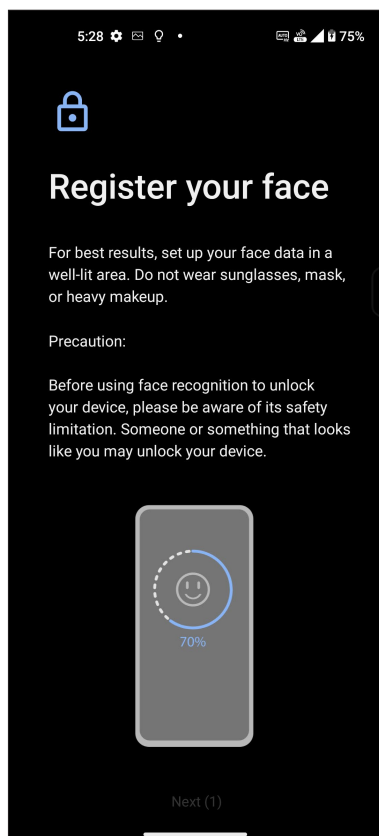 5:28 75%
Register your face
For best results, set up your face data in a
well-lit area. Do not wear sunglasses, mask,
or heavy makeup.
Precaution:
Before using face recognition to unlock
your device, please be aware of its safety
limitation. Someone or something that looks
like you may unlock your device.
70%
Next (1)